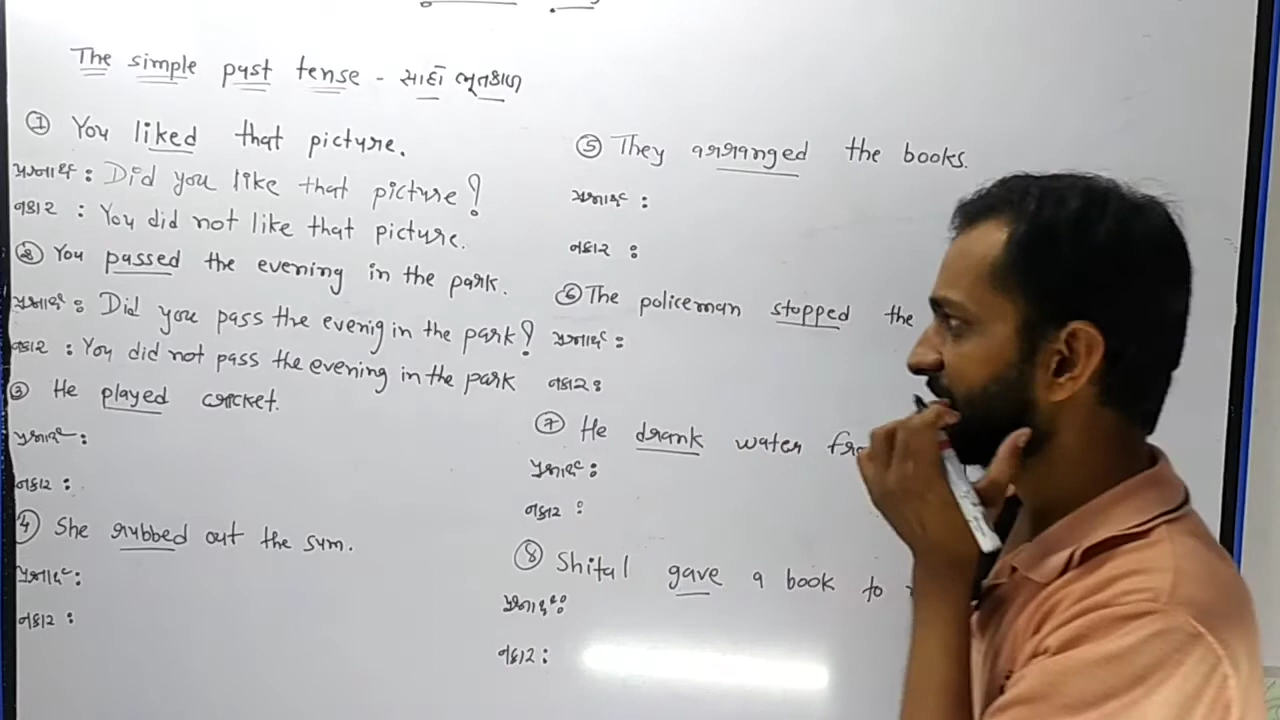 The simple past tense - સાદો ભૂતકાળ
① You liked that picture.
પ્રશ્નાર્થ : Did you like that picture?
નકાર : You did not like that picture.
② You passed the evening in the park.
પ્રશ્નાર્થ : Did you pass the evenig in the park?
નકાર : You did not pass the evening in the park
③ He played cricket.
પ્રશ્નાર્થ :
નકાર :
④ She rubbed out the sum.
પ્રશ્નાર્થ :
નકાર :
⑤ They arranged the books.
પ્રશ્નાર્થ :
નકાર :
⑥ The policeman stopped the
પ્રશ્નાર્થ :
નકાર :
⑦ He drank water
પ્રશ્નાર્થ :
નકાર :
⑧ Shital gave a book to
પ્રશ્નાર્થ :
નકાર :